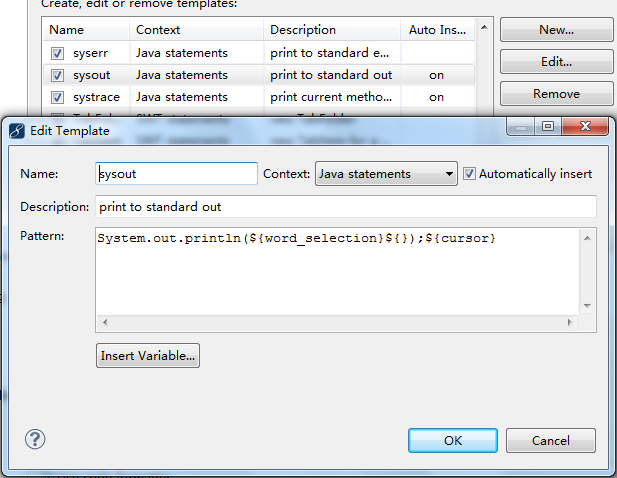 Create, edit or remove templates:
Name Context Description Auto Ins...
syserr Java statements print to standard e...
sysout Java statements print to standard out on
systrace Java statements print current metho... on
New...
Edit...
Remove
Edit Template
Name: sysout Context: Java statements Automatically insert
Description: print to standard out
Pattern: System.out.println(${word_selection}${});${cursor}
Insert Variable...
OK Cancel